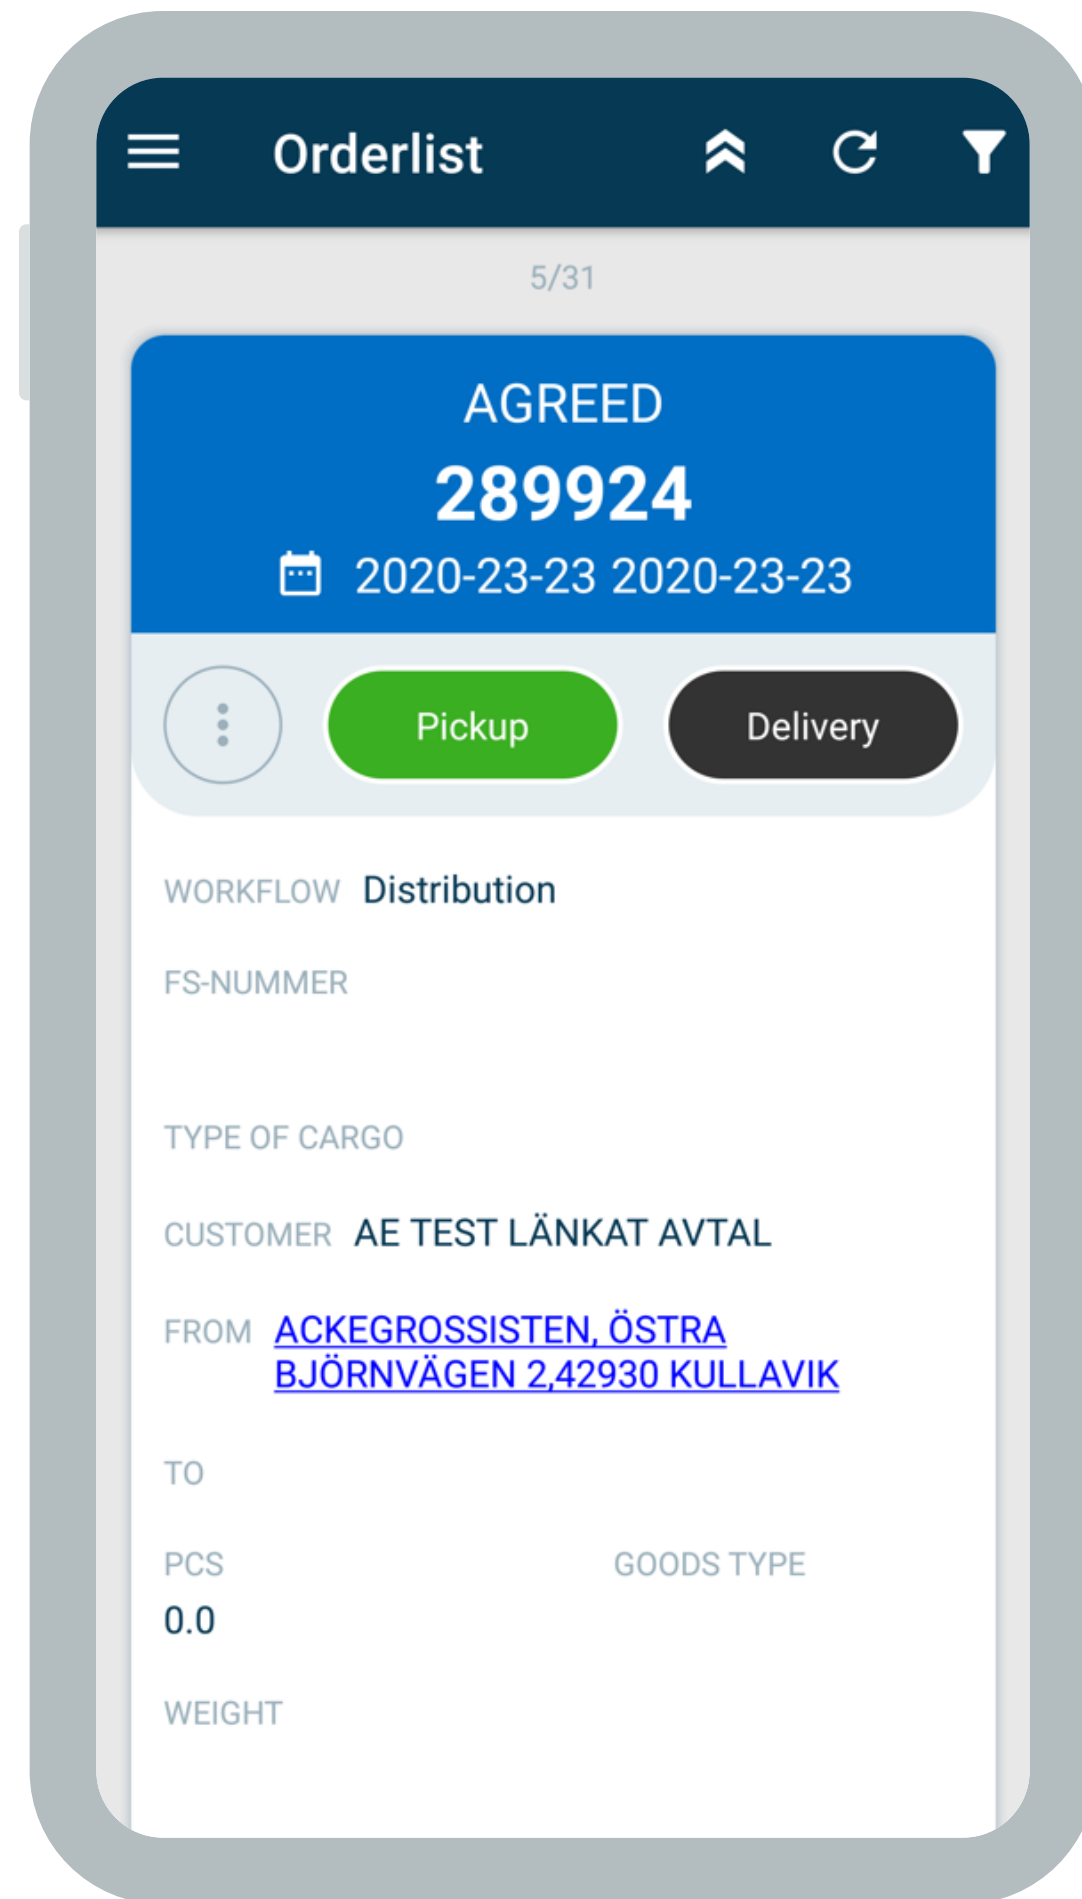 Orderlist
5/31
AGREED
289924
2020-23-23 2020-23-23
Pickup
Delivery
WORKFLOW Distribution
FS-NUMMER
TYPE OF CARGO
CUSTOMER AE TEST LÄNKAT AVTAL
FROM ACKEGROSSISTEN, ÖSTRA
BJÖRNVÄGEN 2,42930 KULLAVIK
TO
PCS GOODS TYPE
0.0
WEIGHT